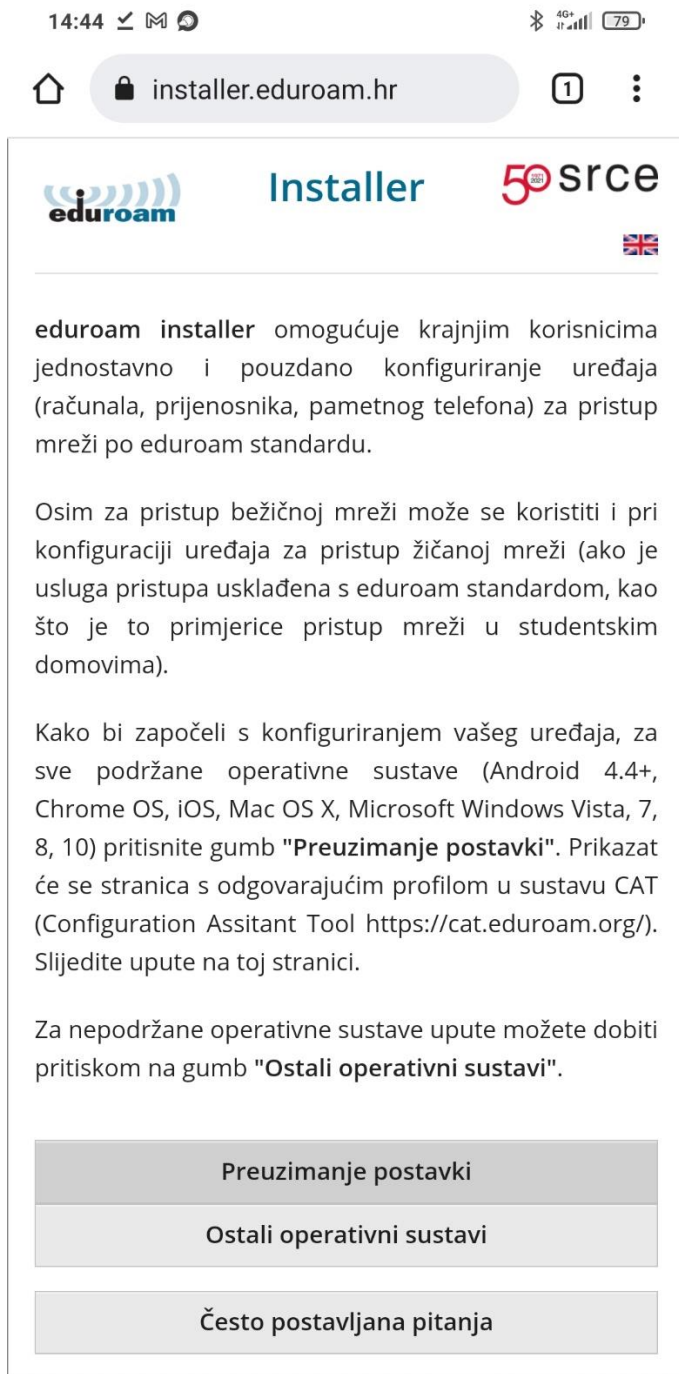 14:44
4G+
79
installer.eduroam.hr
1
eduroam
Installer
50 srce
eduroam installer omogućuje krajnjim korisnicima
jednostavno i pouzdano konfiguriranje uređaja
(računala, prijenosnika, pametnog telefona) za pristup
mreži po eduroam standardu.
Osim za pristup bežičnoj mreži može se koristiti i pri
konfiguraciji uređaja za pristup žičanoj mreži (ako je
usluga pristupa usklađena s eduroam standardom, kao
što je to primjerice pristup mreži u studentskim
domovima).
Kako bi započeli s konfiguriranjem vašeg uređaja, za
sve podržane operativne sustave (Android 4.4+,
Chrome OS, iOS, Mac OS X, Microsoft Windows Vista, 7,
8, 10) pritisnite gumb "Preuzimanje postavki". Prikazat
će se stranica s odgovarajućim profilom u sustavu CAT
(Configuration Assitant Tool https://cat.eduroam.org/).
Slijedite upute na toj stranici.
Za nepodržane operativne sustave upute možete dobiti
pritiskom na gumb "Ostali operativni sustavi".
Preuzimanje postavki
Ostali operativni sustavi
Često postavljana pitanja